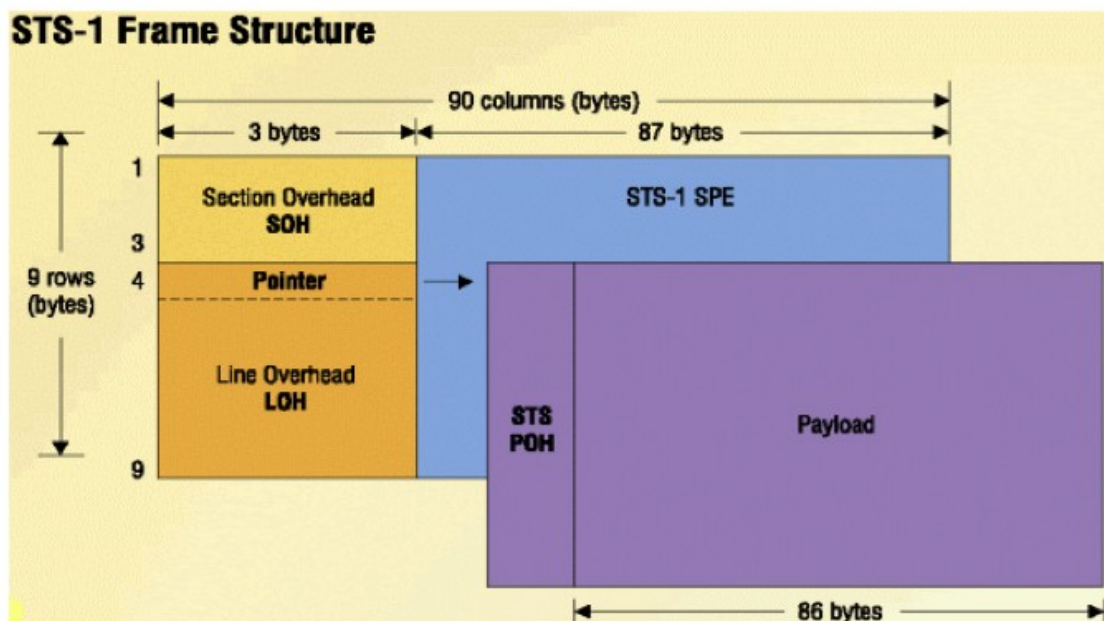 STS-1 Frame Structure
90 columns (bytes)
3 bytes
87 bytes
1
Section Overhead
SOH
STS-1 SPE
3
9 rows
(bytes)
4
Pointer
Line Overhead
LOH
STS
POH
Payload
9
86 bytes